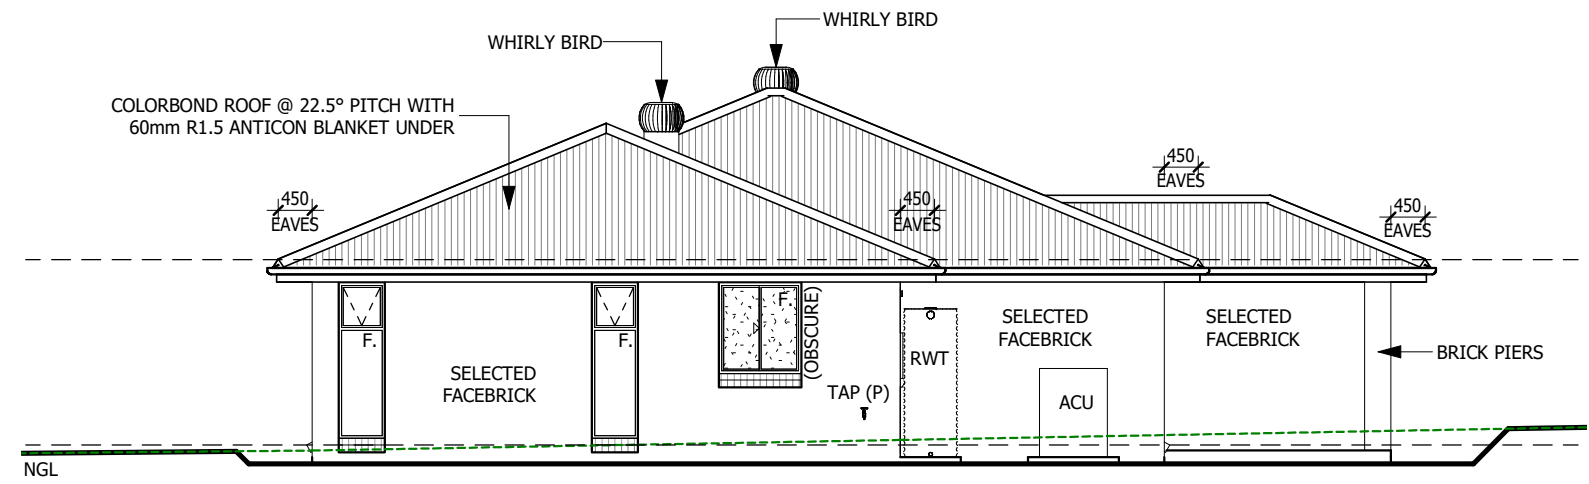 WHIRLY BIRD
WHIRLY BIRD
COLORBOND ROOF @ 22.5° PITCH WITH
60mm R1.5 ANTICON BLANKET UNDER
450
EAVES
450
EAVES
450
EAVES
450
EAVES
F.
F.
F.
(OBSCURE)
SELECTED
FACEBRICK
TAP (P)
RWT
SELECTED
FACEBRICK
ACU
SELECTED
FACEBRICK
BRICK PIERS
NGL